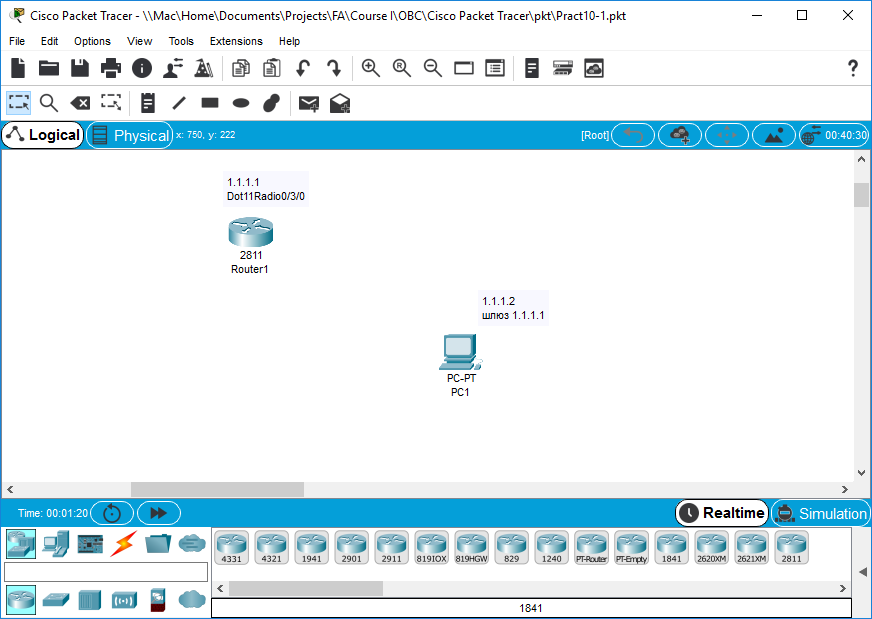 Cisco Packet Tracer - \\Mac\Home\Documents\Projects\FA\Course I\OBC\Cisco Packet Tracer\pkt\Pract10-1.pkt
File Edit Options View Tools Extensions Help
Logical Physical x: 750, y: 222 [Root] 00:40:30
1.1.1.1
Dot11Radio0/3/0
2811
Router1
1.1.1.2
шлюз 1.1.1.1
PC-PT
PC1
Time: 00:01:20 Realtime Simulation
4331 4321 1941 2901 2911 819IOX 819HGW 829 1240 PT-Router PT-Empty 1841 2620XM 2621XM 2811
1841